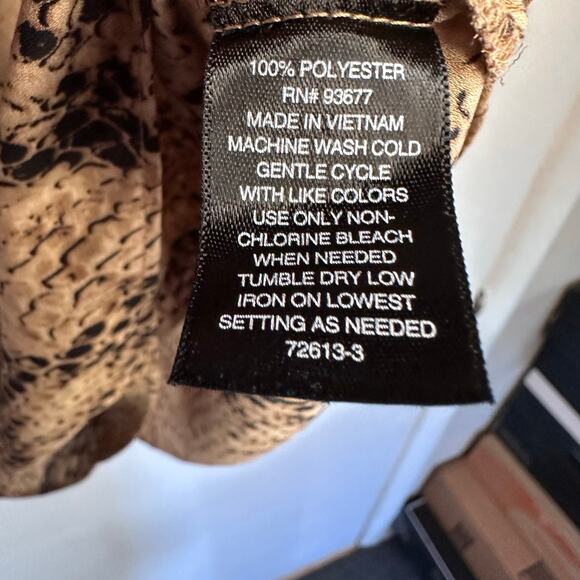 100% POLYESTER
RN# 93677
MADE IN VIETNAM
MACHINE WASH COLD
GENTLE CYCLE
WITH LIKE COLORS
USE ONLY NON-
CHLORINE BLEACH
WHEN NEEDED
TUMBLE DRY LOW
IRON ON LOWEST
SETTING AS NEEDED
72613-3